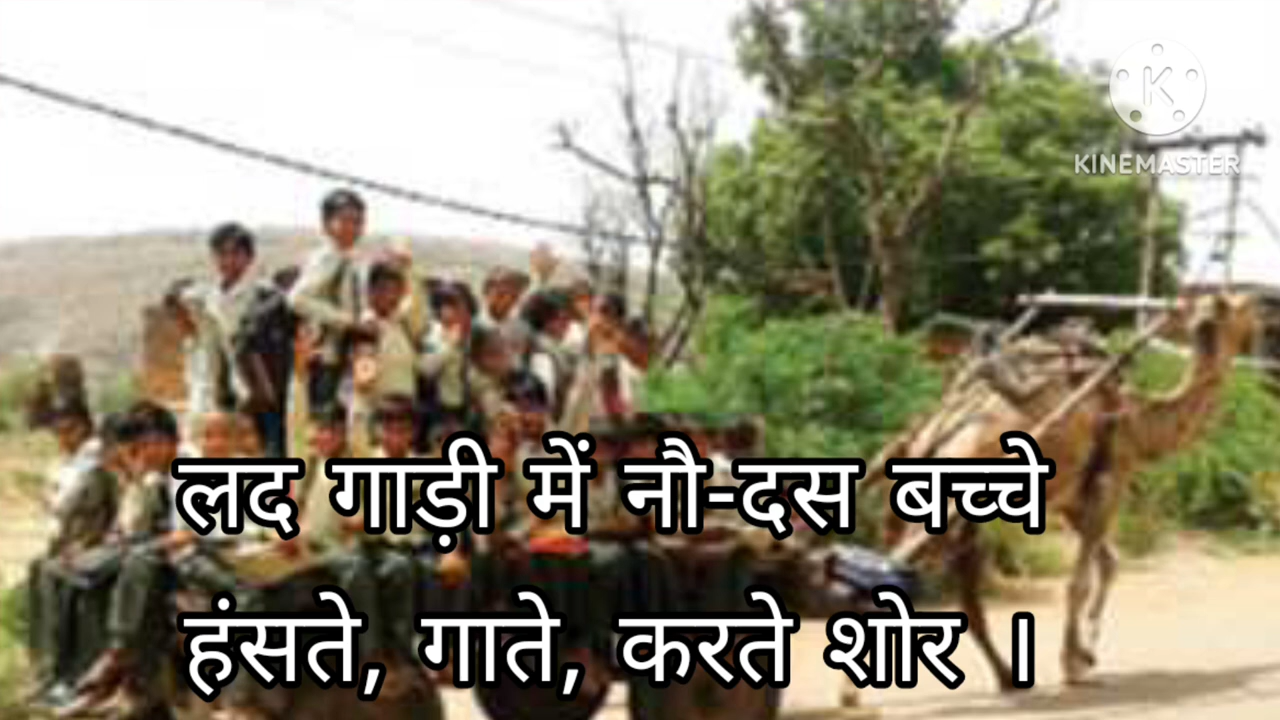 KINEMASTER
लद गाड़ी में नौ-दस बच्चे
हंसते, गाते, करते शोर ।